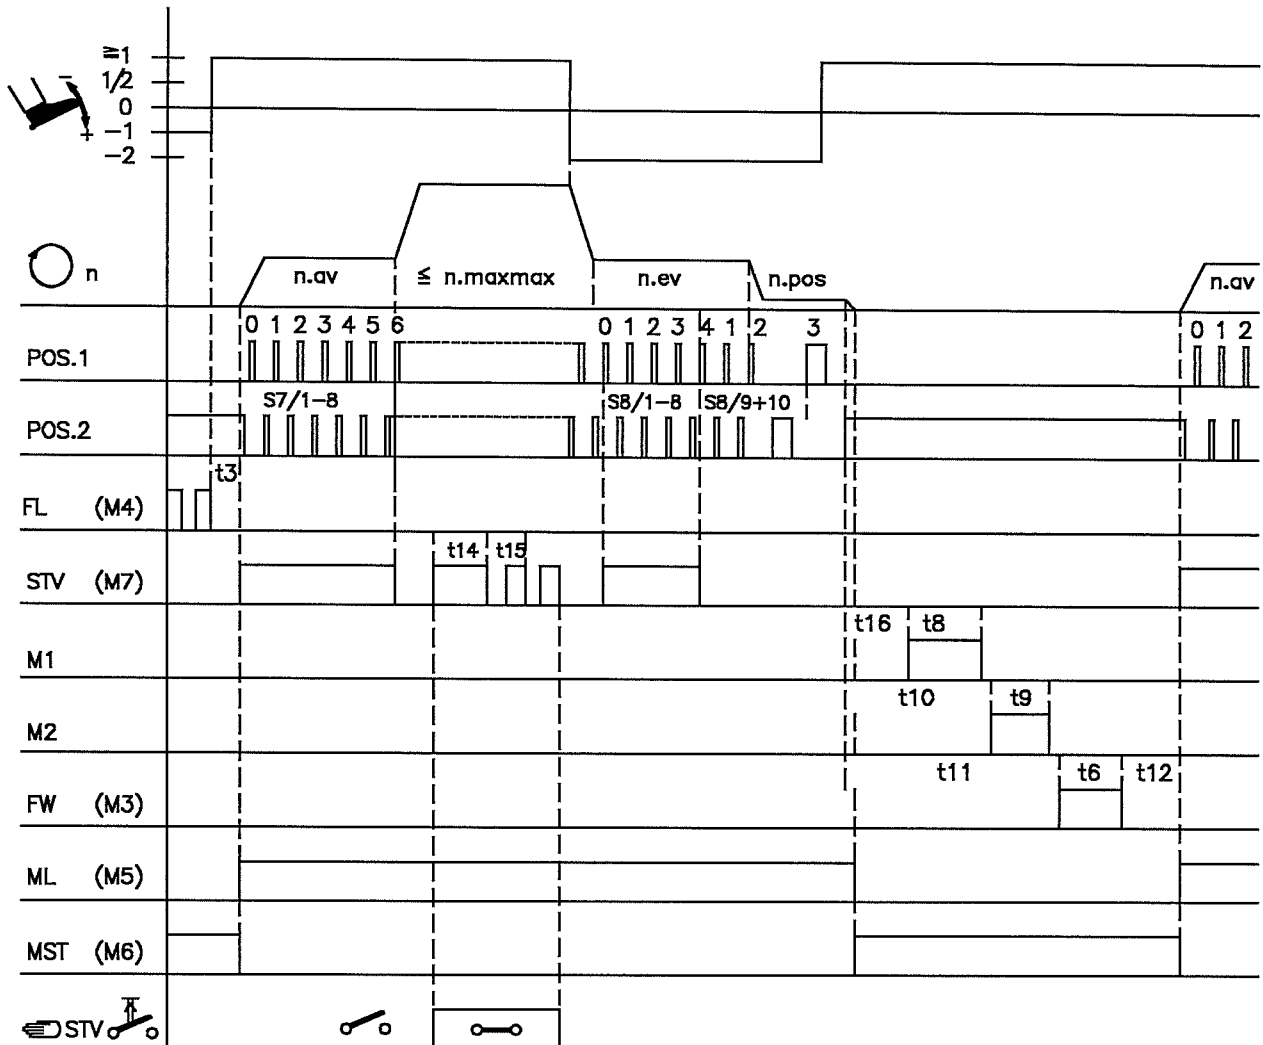 ≧1
1/2
0
-1
-2
-
+
n
n.av
≦ n.maxmax
n.ev
n.pos
n.av
0 1 2 3 4 5 6
0 1 2 3 4 1 2 3
0 1 2
POS.1
S7/1-8
S8/1-8
S8/9+10
POS.2
t3
FL (M4)
t14
t15
STV (M7)
t16
t8
M1
t10
t9
M2
t11
t6
t12
FW (M3)
ML (M5)
MST (M6)
STV